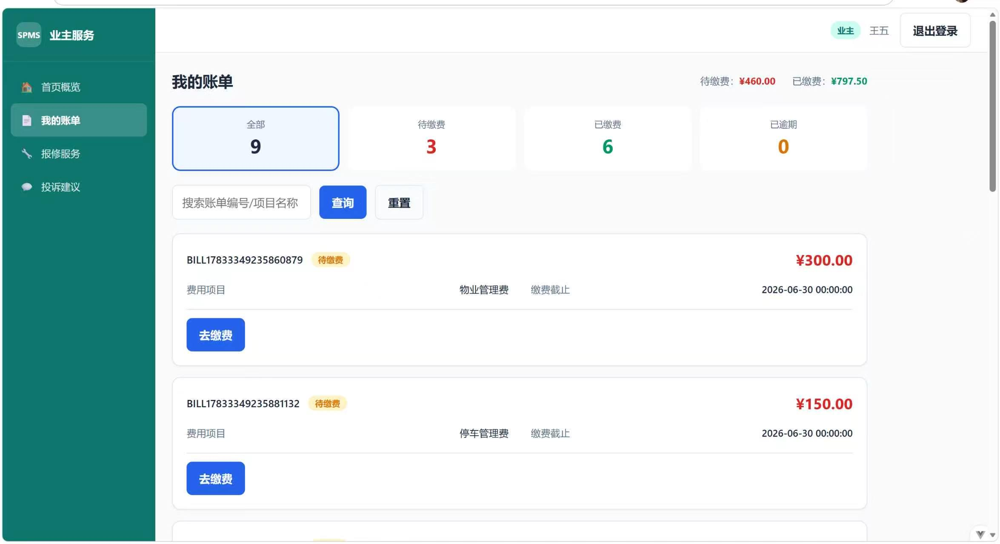 SPMS 业主服务
业主 王五 退出登录
首页概览
我的账单
报修服务
投诉建议
我的账单
待缴费：¥460.00 已缴费：¥797.50
全部 待缴费 已缴费 已逾期
9 3 6 0
搜索账单编号/项目名称 查询 重置
BILL17833349235860879 待缴费 ¥300.00
费用项目 物业管理费 缴费截止 2026-06-30 00:00:00
去缴费
BILL17833349235881132 待缴费 ¥150.00
费用项目 停车管理费 缴费截止 2026-06-30 00:00:00
去缴费